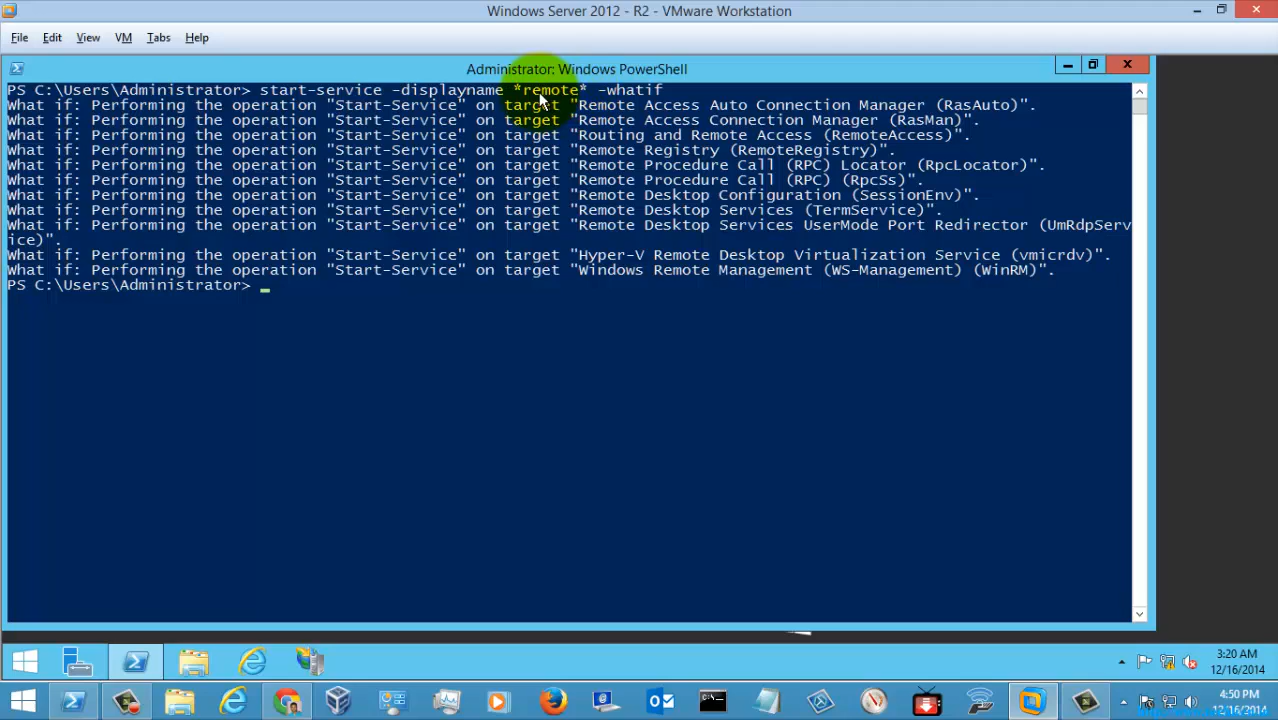 Windows Server 2012 - R2 - VMware Workstation
File Edit View VM Tabs Help
Administrator: Windows PowerShell
PS C:\Users\Administrator> start-service -displayname *remote* -whatif
What if: Performing the operation "Start-Service" on target "Remote Access Auto Connection Manager (RasAuto)".
What if: Performing the operation "Start-Service" on target "Remote Access Connection Manager (RasMan)".
What if: Performing the operation "Start-Service" on target "Routing and Remote Access (RemoteAccess)".
What if: Performing the operation "Start-Service" on target "Remote Registry (RemoteRegistry)".
What if: Performing the operation "Start-Service" on target "Remote Procedure Call (RPC) Locator (RpcLocator)".
What if: Performing the operation "Start-Service" on target "Remote Procedure Call (RPC) (RpcSs)".
What if: Performing the operation "Start-Service" on target "Remote Desktop Configuration (SessionEnv)".
What if: Performing the operation "Start-Service" on target "Remote Desktop Services (TermService)".
What if: Performing the operation "Start-Service" on target "Remote Desktop Services UserMode Port Redirector (UmRdpServ
ice)".
What if: Performing the operation "Start-Service" on target "Hyper-V Remote Desktop Virtualization Service (vmicrdv)".
What if: Performing the operation "Start-Service" on target "Windows Remote Management (WS-Management) (WinRM)".
PS C:\Users\Administrator>
3:20 AM
12/16/2014
4:50 PM
12/16/2014